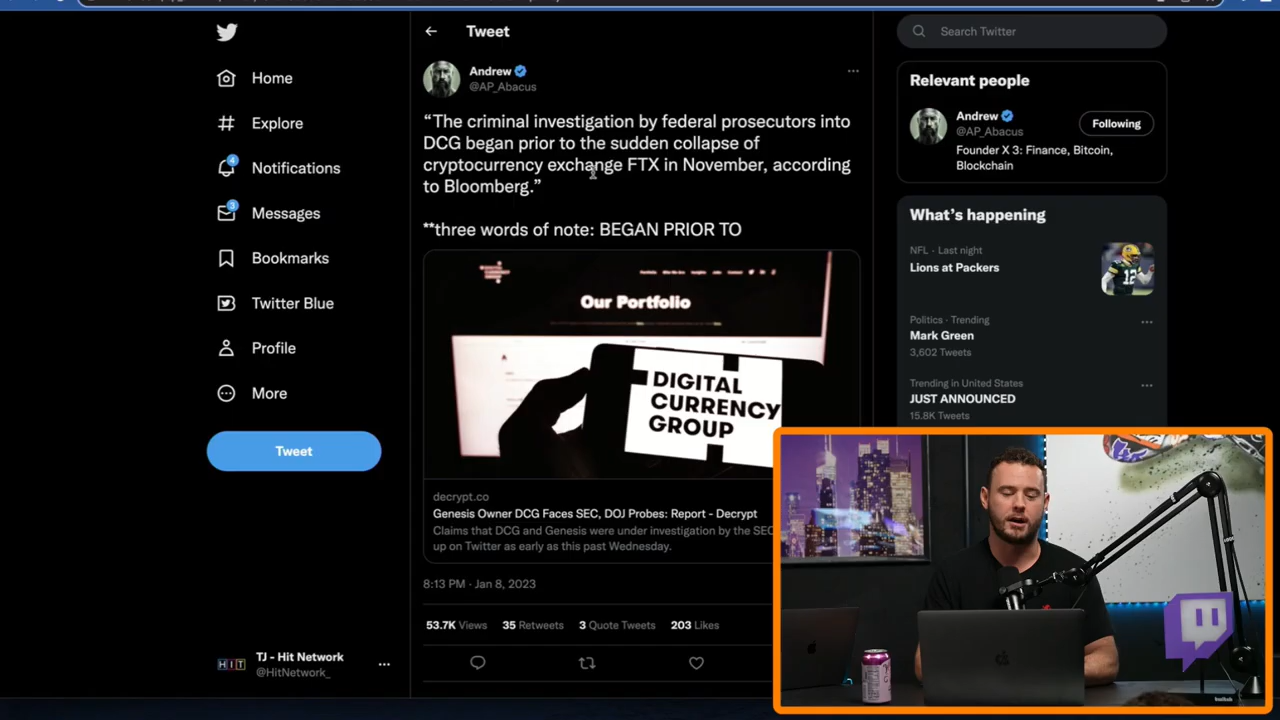 Tweet
Search Twitter
Home
Explore
4
Notifications
3
Messages
Bookmarks
Twitter Blue
Profile
More
Tweet
TJ - Hit Network
@HitNetwork_
HIT
Andrew
@AP_Abacus
“The criminal investigation by federal prosecutors into
DCG began prior to the sudden collapse of
cryptocurrency exchange FTX in November, according
to Bloomberg.”
**three words of note: BEGAN PRIOR TO
Our Portfolio
DIGITAL
CURRENCY
GROUP
decrypt.co
Genesis Owner DCG Faces SEC, DOJ Probes: Report - Decrypt
Claims that DCG and Genesis were under investigation by the SEC
up on Twitter as early as this past Wednesday.
8:13 PM · Jan 8, 2023
53.7K Views 35 Retweets 3 Quote Tweets 203 Likes
Relevant people
Andrew
@AP_Abacus
Following
Founder X 3: Finance, Bitcoin,
Blockchain
What’s happening
NFL · Last night
Lions at Packers
Politics · Trending
Mark Green
3,602 Tweets
Trending in United States
JUST ANNOUNCED
15.8K Tweets